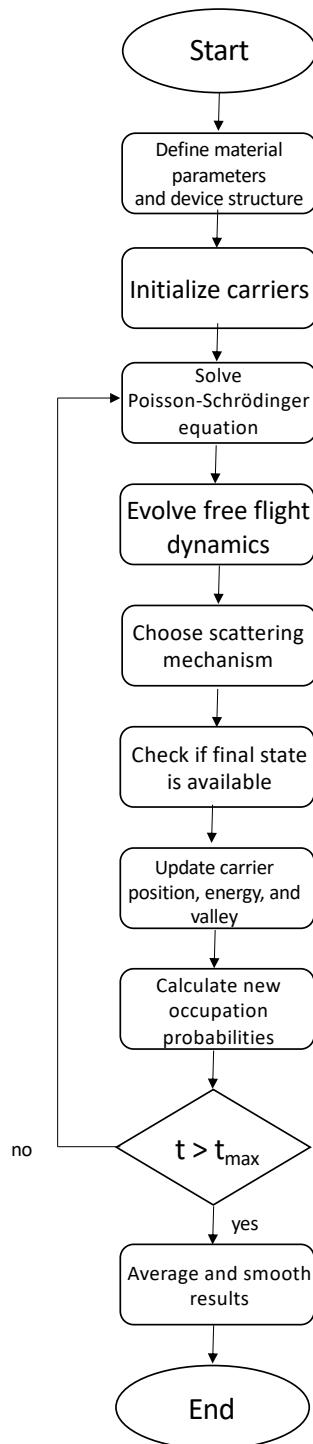 Start
Define material
parameters
and device structure
Initialize carriers
Solve
Poisson-Schrödinger
equation
Evolve free flight
dynamics
Choose scattering
mechanism
Check if final state
is available
Update carrier
position, energy, and
valley
Calculate new
occupation
probabilities
no
t > tmax
yes
Average and smooth
results
End